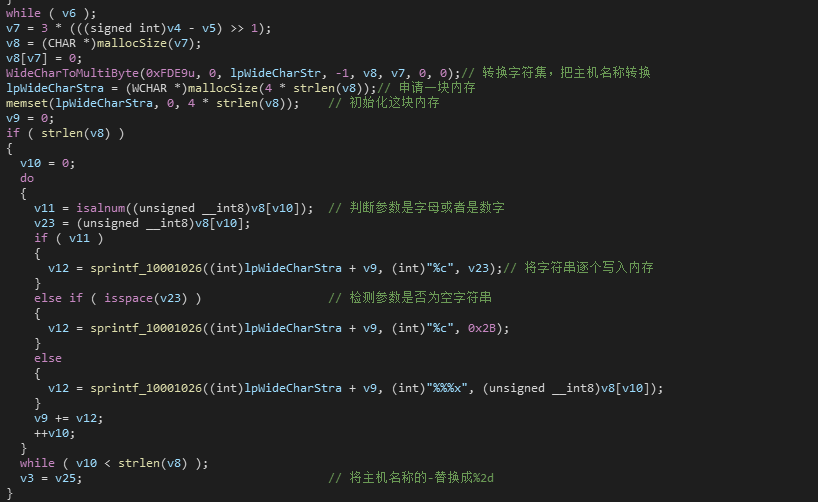 }
while ( v6 );
v7 = 3 * (((signed int)v4 - v5) >> 1);
v8 = (CHAR *)mallocSize(v7);
v8[v7] = 0;
WideCharToMultiByte(0xFDE9u, 0, lpWideCharStr, -1, v8, v7, 0, 0);// 转换字符集，把主机名称转换
lpWideCharStra = (WCHAR *)mallocSize(4 * strlen(v8));// 申请一块内存
memset(lpWideCharStra, 0, 4 * strlen(v8));    // 初始化这块内存
v9 = 0;
if ( strlen(v8) )
{
  v10 = 0;
  do
  {
    v11 = isalnum((unsigned __int8)v8[v10]);  // 判断参数是字母或者是数字
    v23 = (unsigned __int8)v8[v10];
    if ( v11 )
    {
      v12 = sprintf_10001026((int)lpWideCharStra + v9, (int)"%c", v23);// 将字符串逐个写入内存
    }
    else if ( isspace(v23) )                  // 检测参数是否为空字符串
    {
      v12 = sprintf_10001026((int)lpWideCharStra + v9, (int)"%c", 0x2B);
    }
    else
    {
      v12 = sprintf_10001026((int)lpWideCharStra + v9, (int)"%%%x", (unsigned __int8)v8[v10]);
    }
    v9 += v12;
    ++v10;
  }
  while ( v10 < strlen(v8) );
  v3 = v25;                                   // 将主机名称的-替换成%2d
}